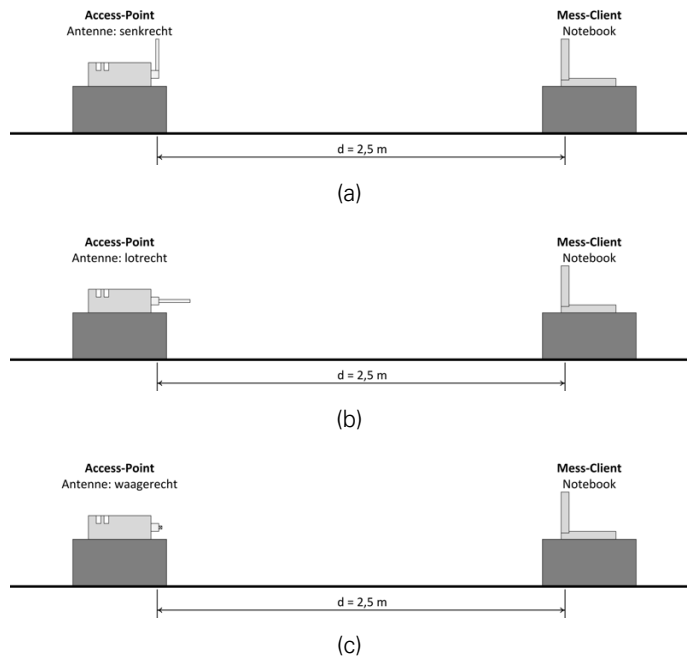 Access-Point
Antenne: senkrecht
Mess-Client
Notebook
d = 2,5 m
(a)
Access-Point
Antenne: lotrecht
Mess-Client
Notebook
d = 2,5 m
(b)
Access-Point
Antenne: waagerecht
Mess-Client
Notebook
d = 2,5 m
(c)